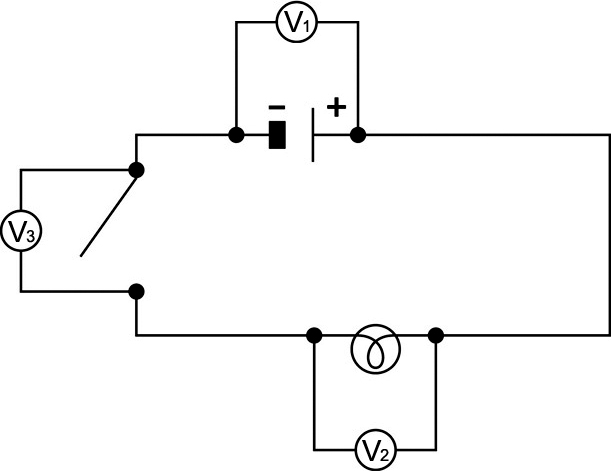 V₁
- +
V₃
V₂